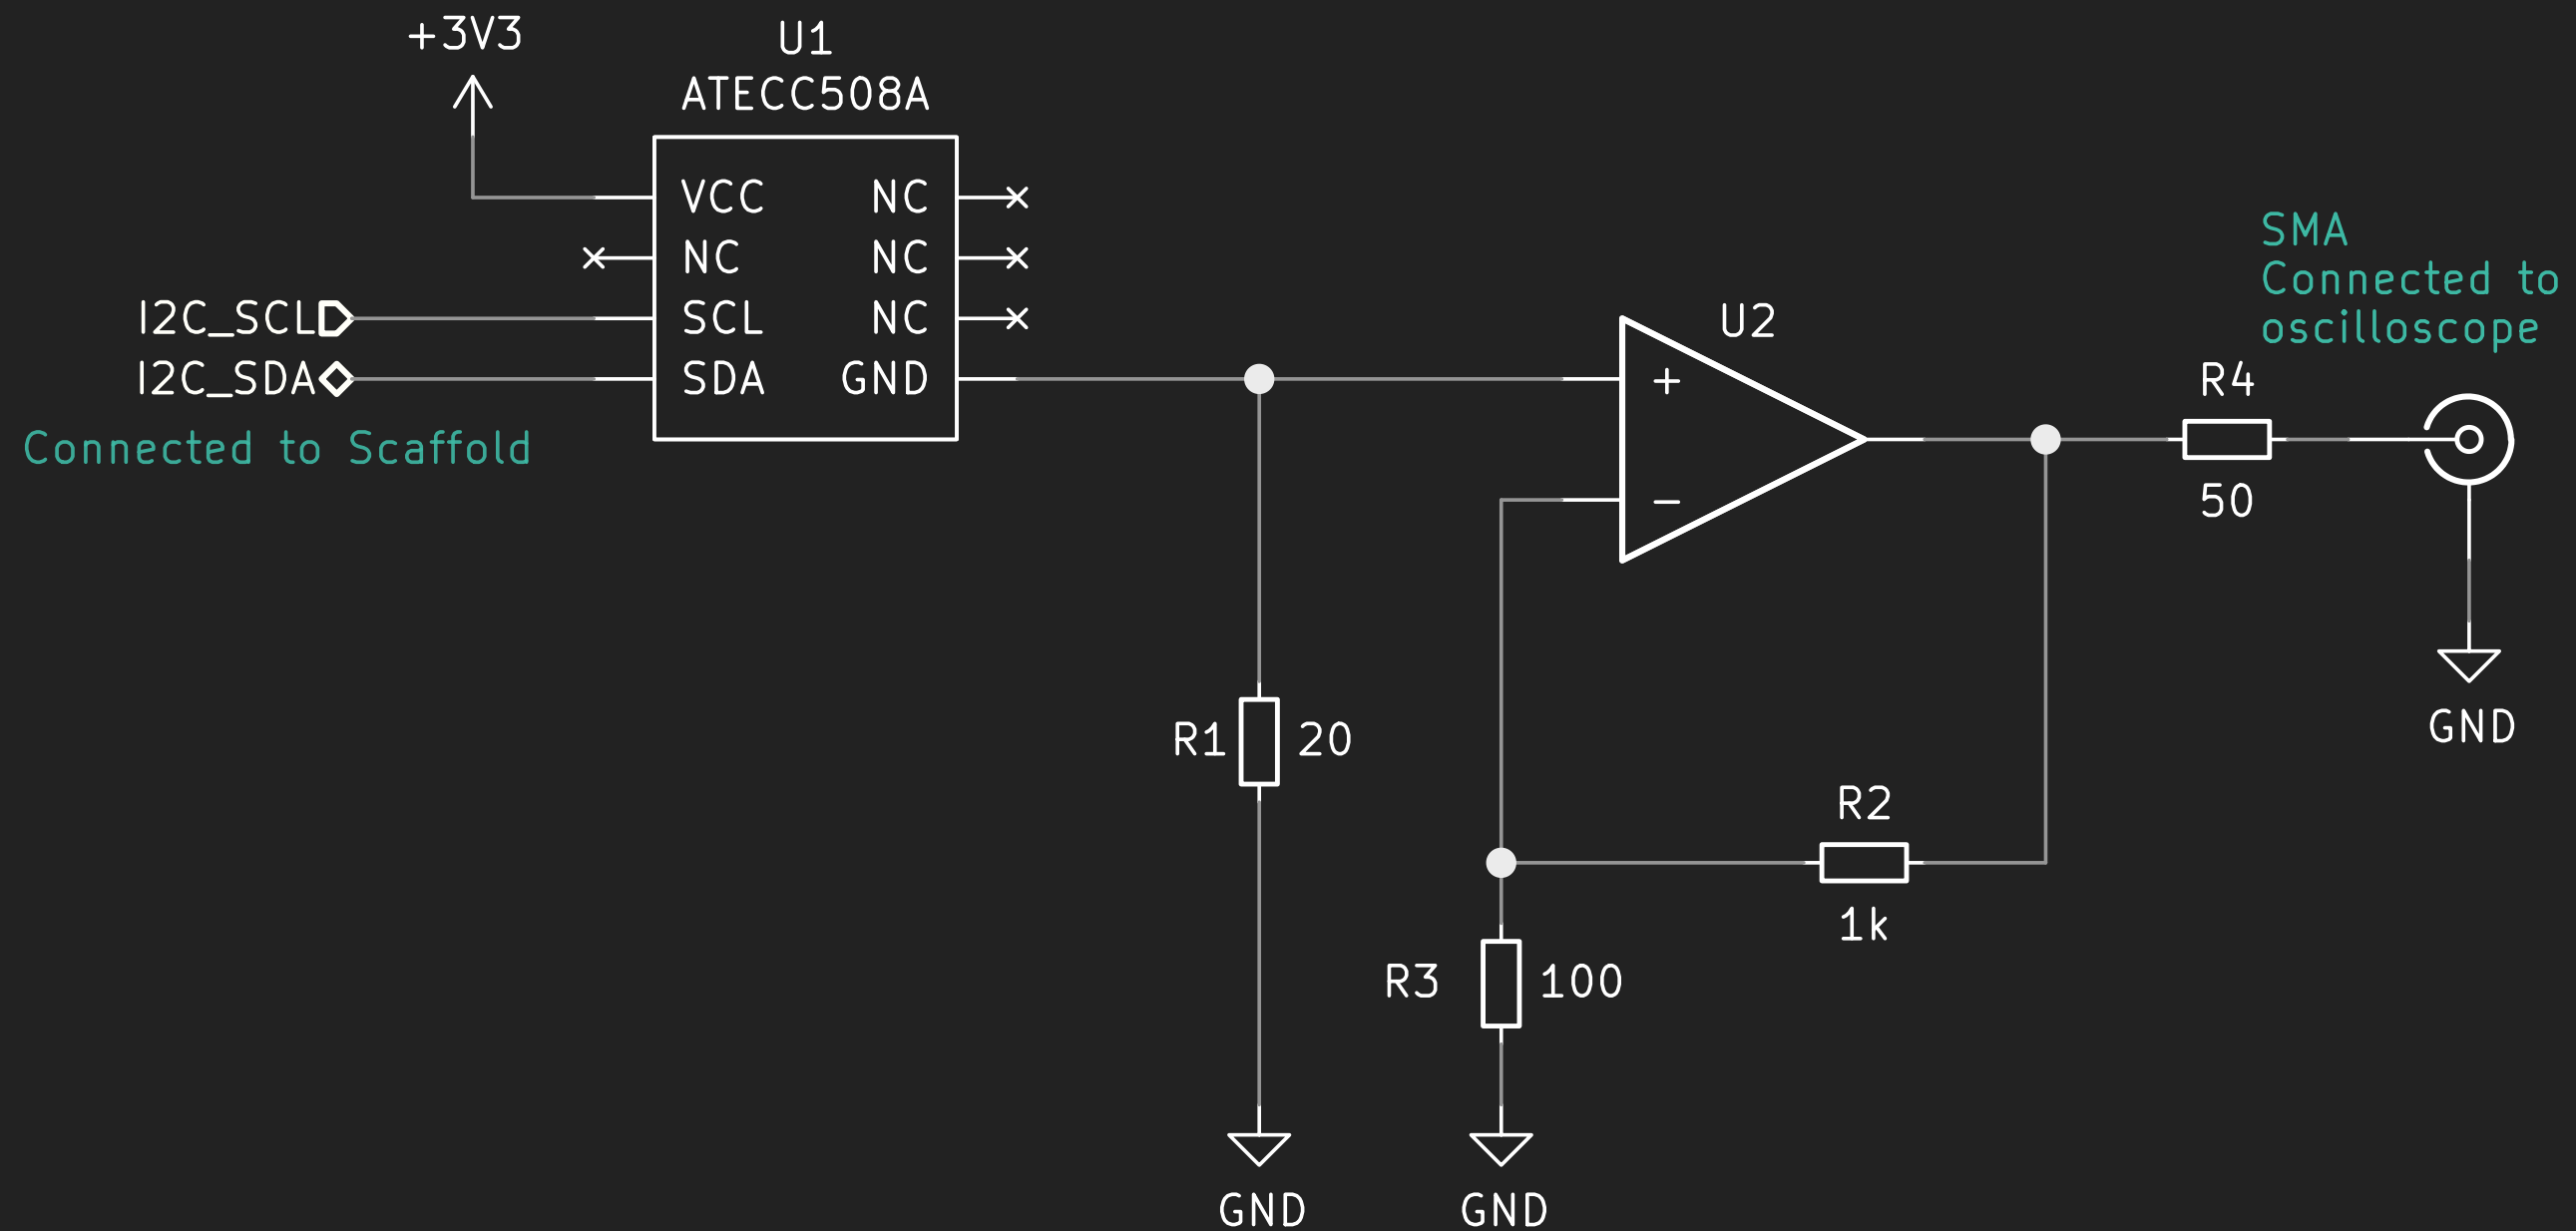 +3V3
U1
ATECC508A
VCC
NC
NC
NC
I2C_SCL
SCL
NC
I2C_SDA
SDA
GND
Connected to Scaffold
U2
+
−
SMA
Connected to
oscilloscope
R4
50
GND
R1
20
R2
1k
R3
100
GND
GND